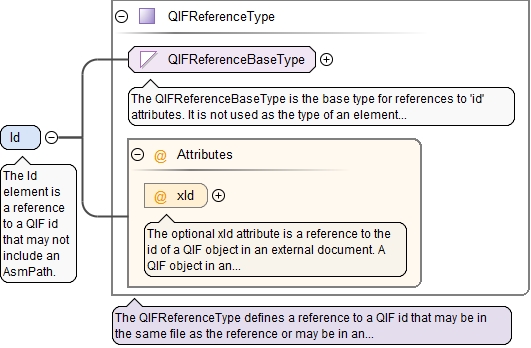 QIFReferenceType
QIFReferenceBaseType
The QIFReferenceBaseType is the base type for references to 'id'
attributes. It is not used as the type of an element...
Id
The Id
element is
a reference
to a QIF id
that may not
include an
AsmPath.
@ Attributes
@ xId
The optional xId attribute is a reference to the
id of a QIF object in an external document. A
QIF object in an...
The QIFReferenceType defines a reference to a QIF id that may be in
the same file as the reference or may be in an...